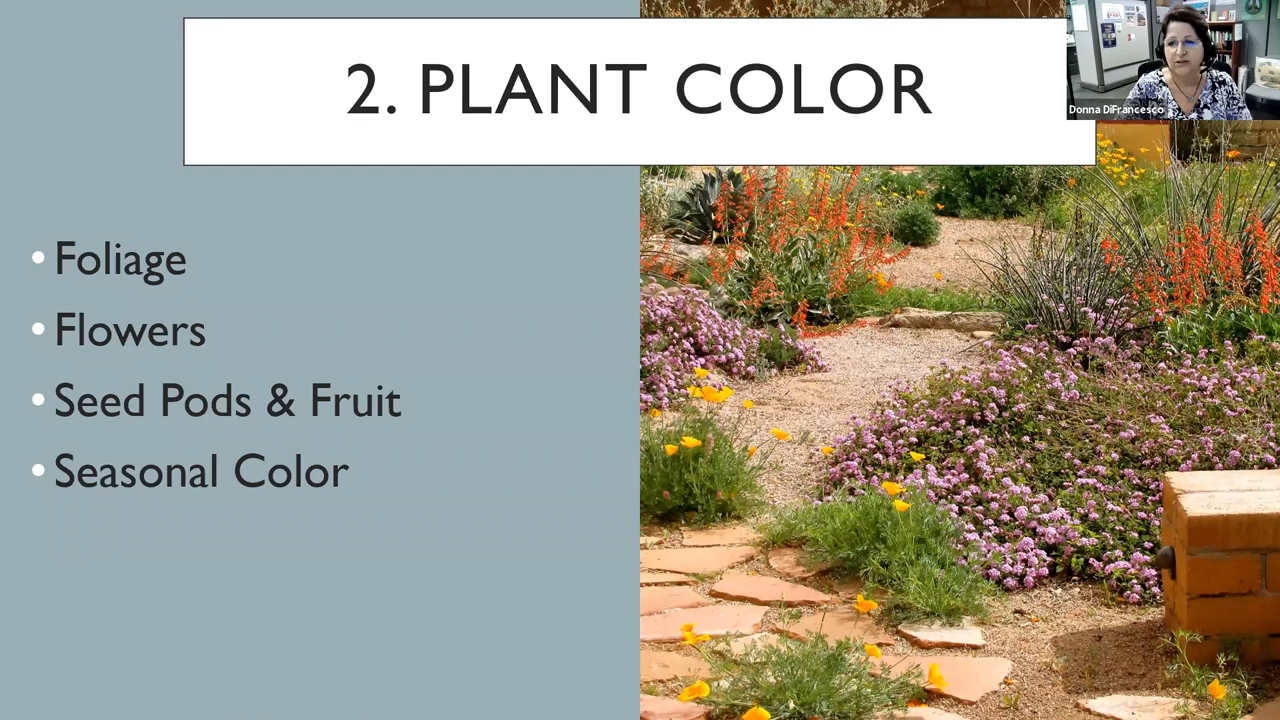 2. PLANT COLOR
Donna DiFrancesco
• Foliage
• Flowers
• Seed Pods & Fruit
• Seasonal Color